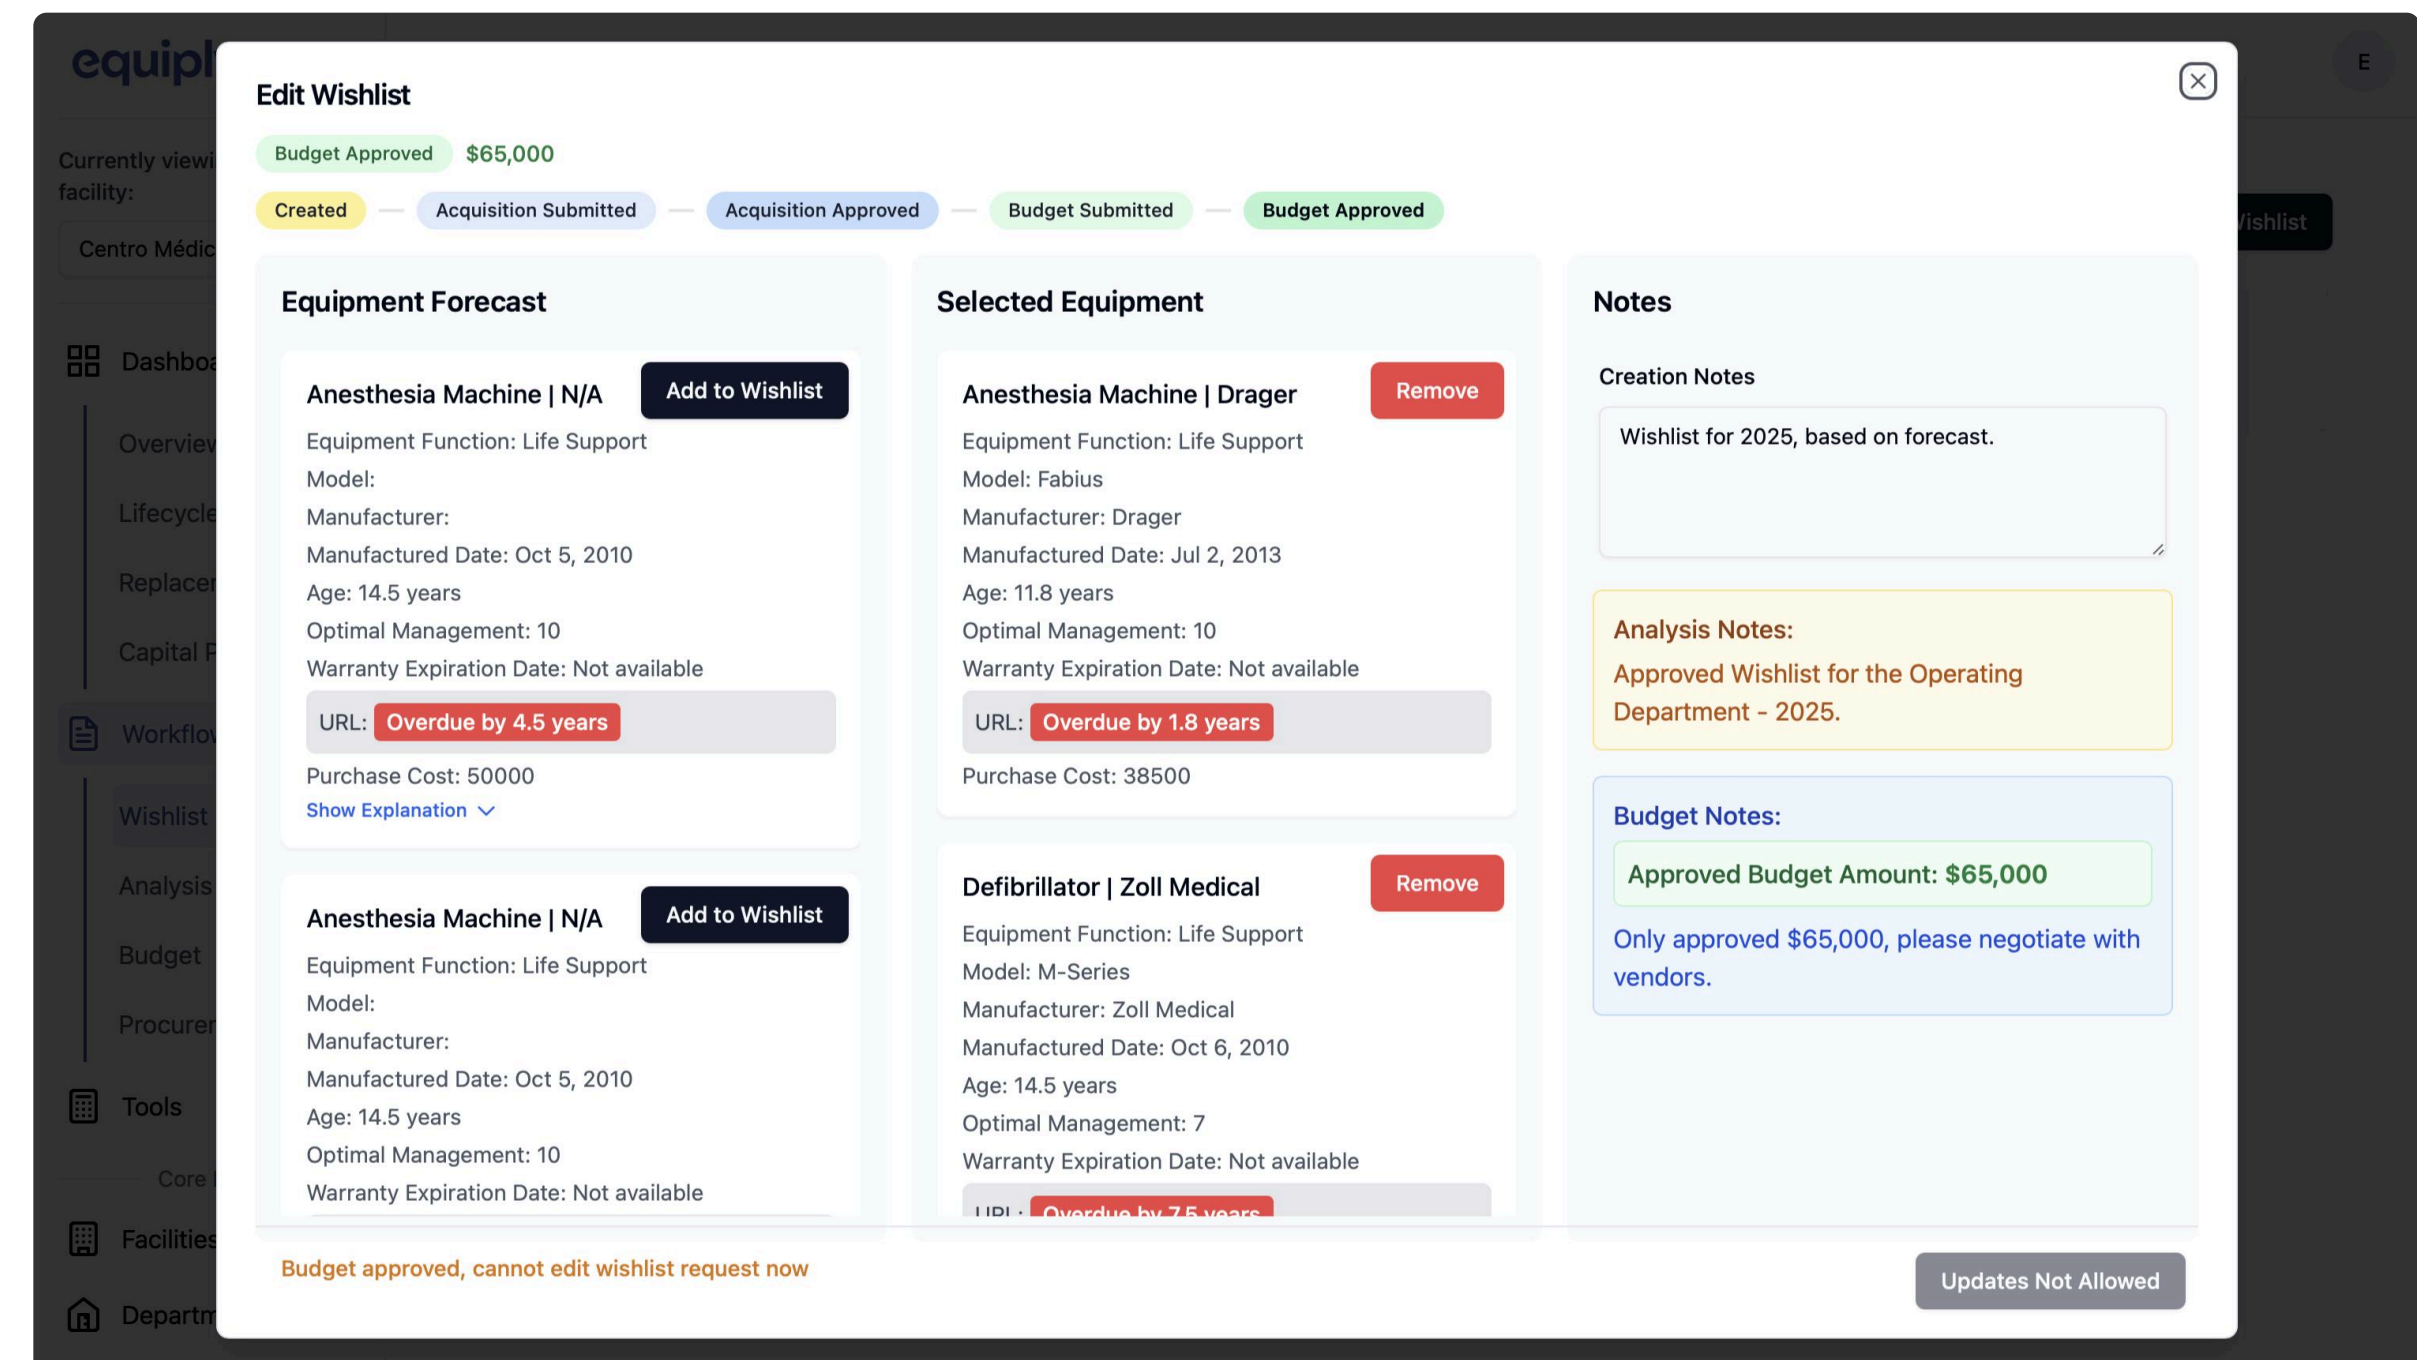 equipl
E
Currently viewi
facility:
Centro Médic
Dashboa
Overview
Lifecycle
Replacer
Capital P
Workflow
Wishlist
Analysis
Budget
Procurer
Tools
Core
Facilities
Departm
Wishlist
Edit Wishlist
Budget Approved $65,000
Created Acquisition Submitted Acquisition Approved Budget Submitted Budget Approved
Equipment Forecast
Anesthesia Machine | N/A Add to Wishlist
Equipment Function: Life Support
Model:
Manufacturer:
Manufactured Date: Oct 5, 2010
Age: 14.5 years
Optimal Management: 10
Warranty Expiration Date: Not available
URL: Overdue by 4.5 years
Purchase Cost: 50000
Show Explanation
Anesthesia Machine | N/A Add to Wishlist
Equipment Function: Life Support
Model:
Manufacturer:
Manufactured Date: Oct 5, 2010
Age: 14.5 years
Optimal Management: 10
Warranty Expiration Date: Not available
Selected Equipment
Anesthesia Machine | Drager Remove
Equipment Function: Life Support
Model: Fabius
Manufacturer: Drager
Manufactured Date: Jul 2, 2013
Age: 11.8 years
Optimal Management: 10
Warranty Expiration Date: Not available
URL: Overdue by 1.8 years
Purchase Cost: 38500
Defibrillator | Zoll Medical Remove
Equipment Function: Life Support
Model: M-Series
Manufacturer: Zoll Medical
Manufactured Date: Oct 6, 2010
Age: 14.5 years
Optimal Management: 7
Warranty Expiration Date: Not available
URL: Overdue by 7.5 years
Notes
Creation Notes
Wishlist for 2025, based on forecast.
Analysis Notes:
Approved Wishlist for the Operating
Department - 2025.
Budget Notes:
Approved Budget Amount: $65,000
Only approved $65,000, please negotiate with
vendors.
Budget approved, cannot edit wishlist request now
Updates Not Allowed